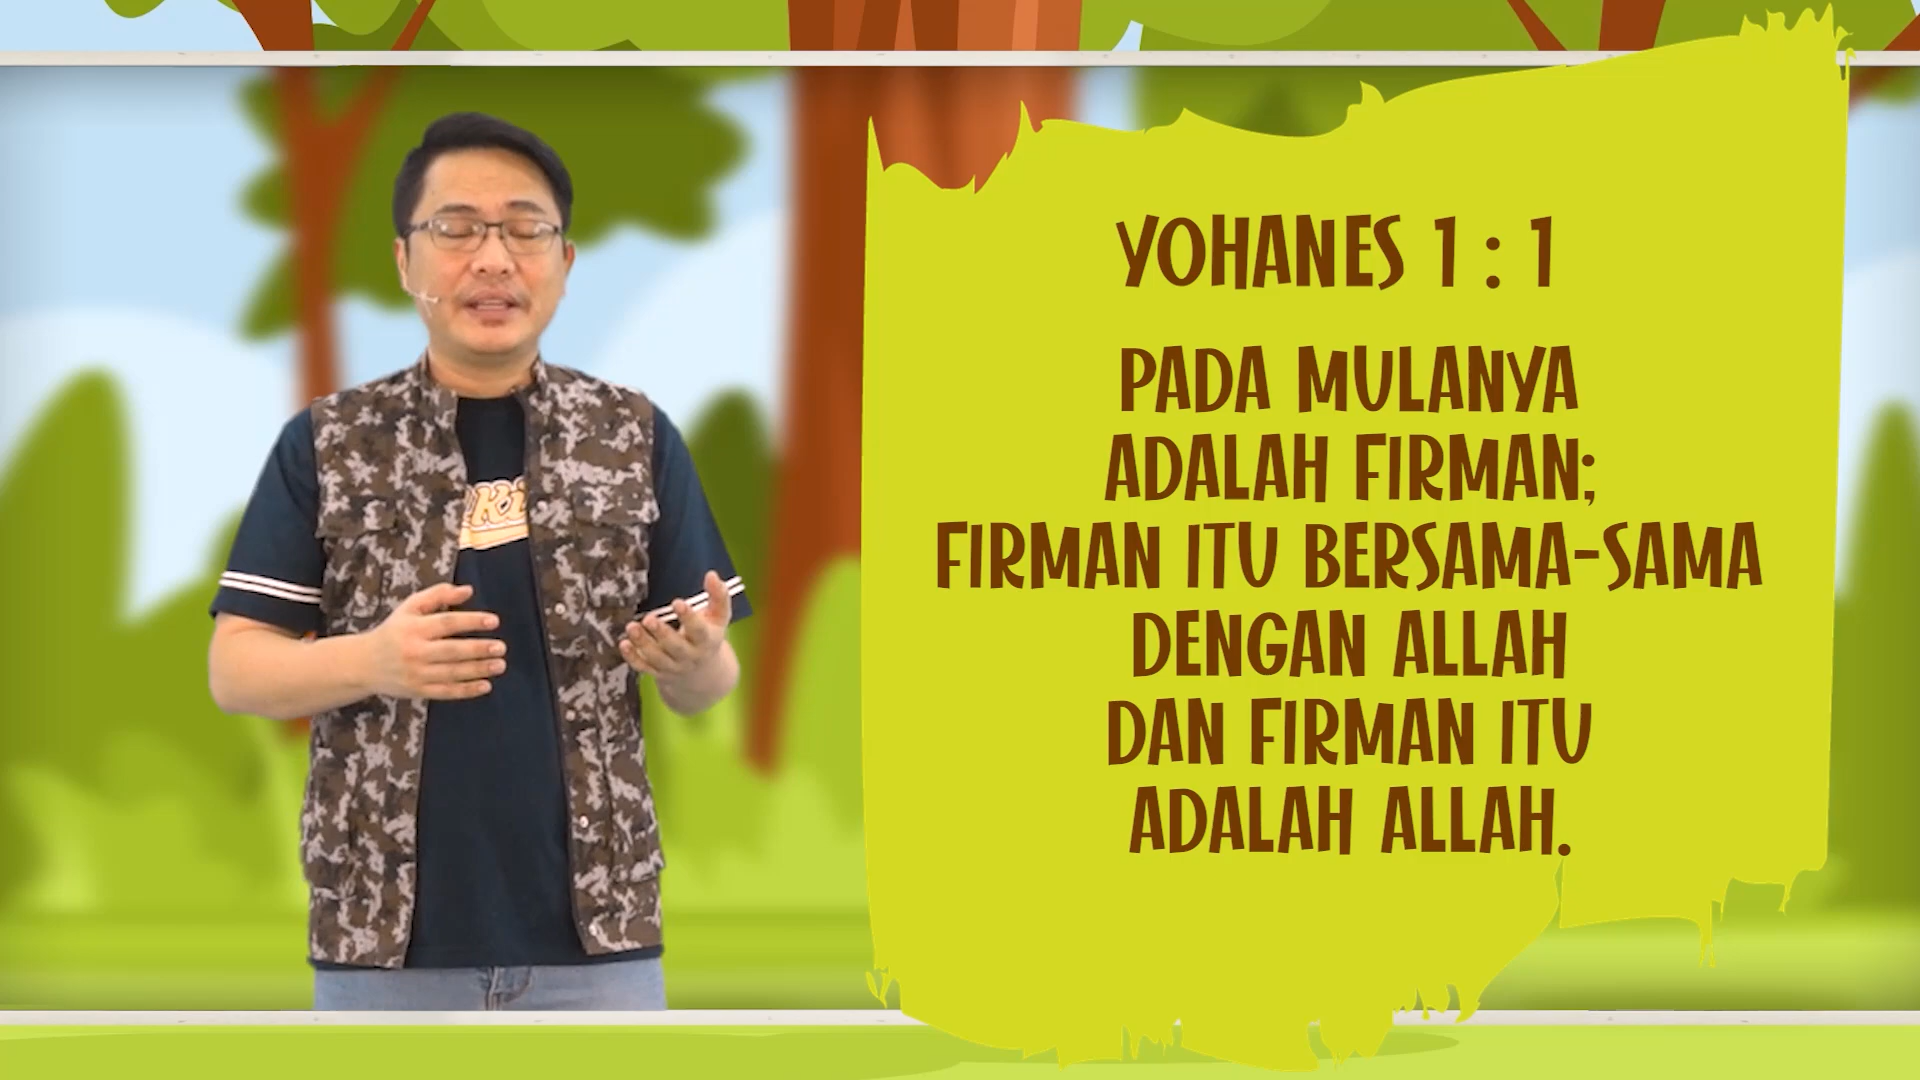 YOHANES 1 : 1
PADA MULANYA
ADALAH FIRMAN;
FIRMAN ITU BERSAMA-SAMA
DENGAN ALLAH
DAN FIRMAN ITU
ADALAH ALLAH.